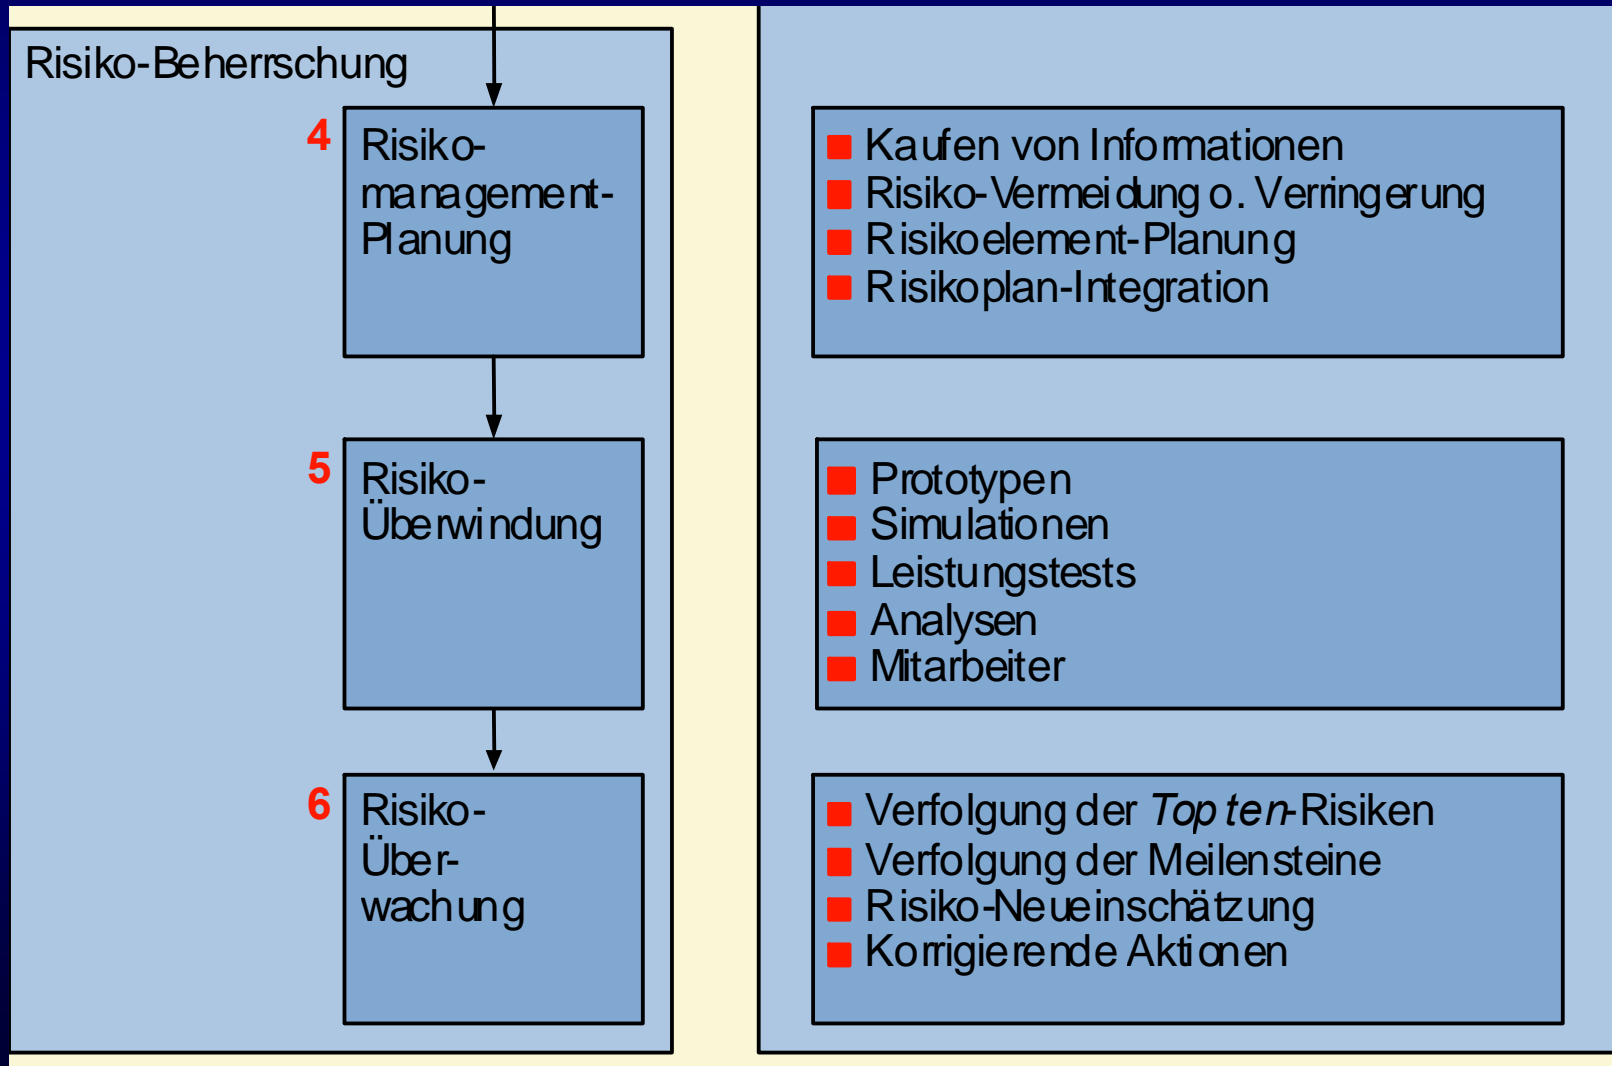 Risiko-Beherrschung
4
Risiko-
management-
Planung
Kaufen von Informationen
Risiko-Vermeidung o. Verringerung
Risikoelement-Planung
Risikoplan-Integration
5
Risiko-
Überwindung
Prototypen
Simulationen
Leistungstests
Analysen
Mitarbeiter
6
Risiko-
Über-
wachung
Verfolgung der Top ten-Risiken
Verfolgung der Meilensteine
Risiko-Neueinschätzung
Korrigierende Aktionen